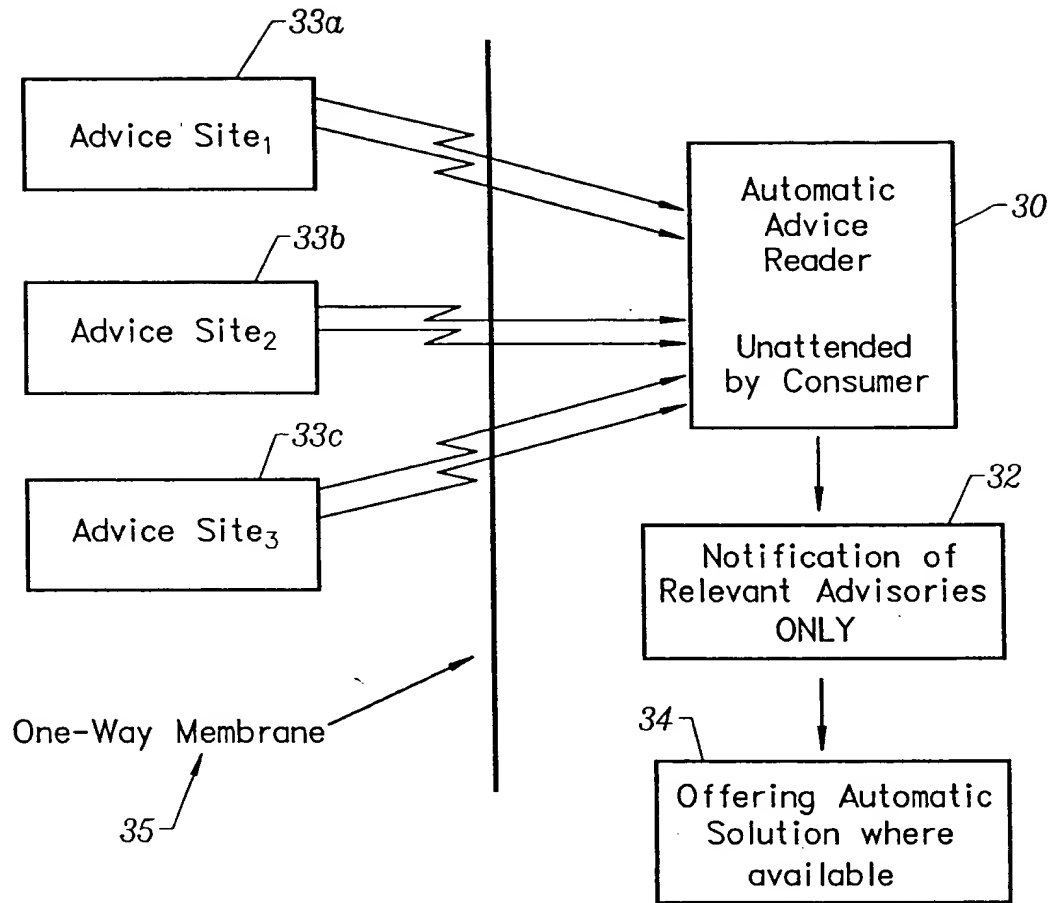 33a
Advice Site1
33b
Advice Site2
33c
Advice Site3
One-Way Membrane
35
Automatic
Advice
Reader
Unattended
by Consumer
30
32
Notification of
Relevant Advisories
ONLY
34
Offering Automatic
Solution where
available